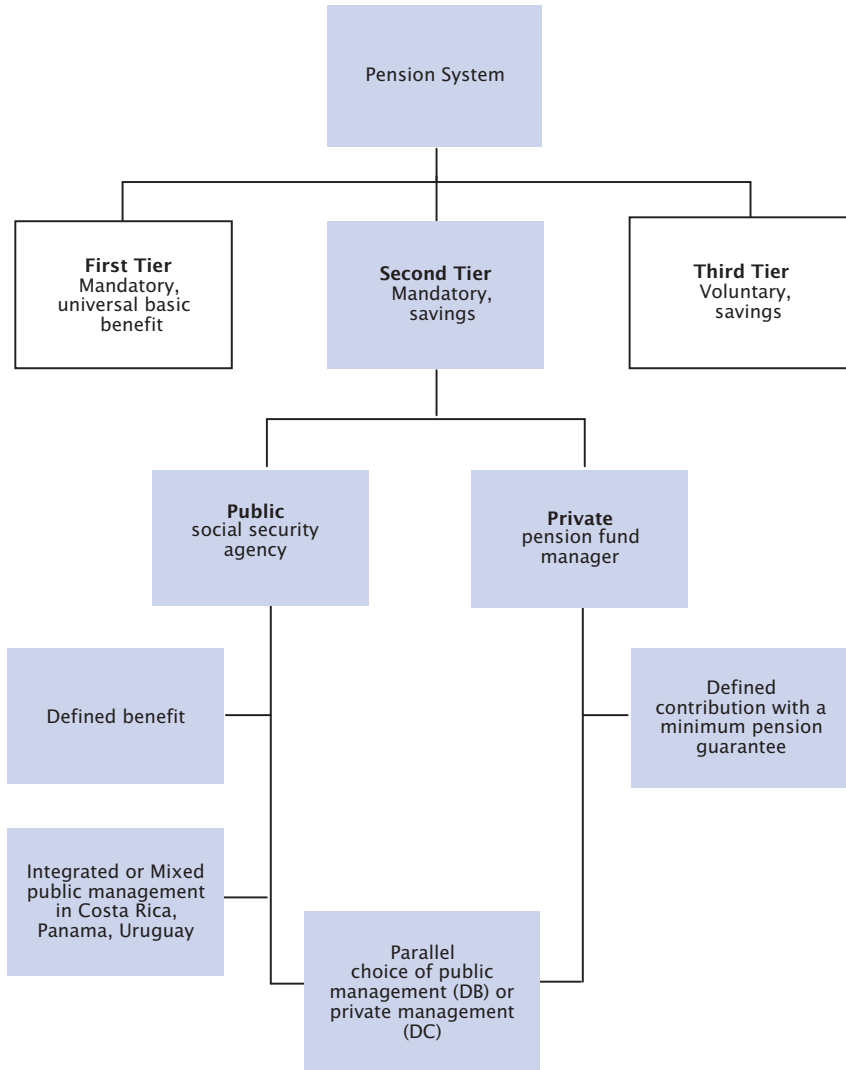 Pension System
First Tier
Mandatory,
universal basic
benefit
Second Tier
Mandatory,
savings
Third Tier
Voluntary,
savings
Public
social security
agency
Private
pension fund
manager
Defined benefit
Defined
contribution with a
minimum pension
guarantee
Integrated or Mixed
public management
in Costa Rica,
Panama, Uruguay
Parallel
choice of public
management (DB) or
private management
(DC)